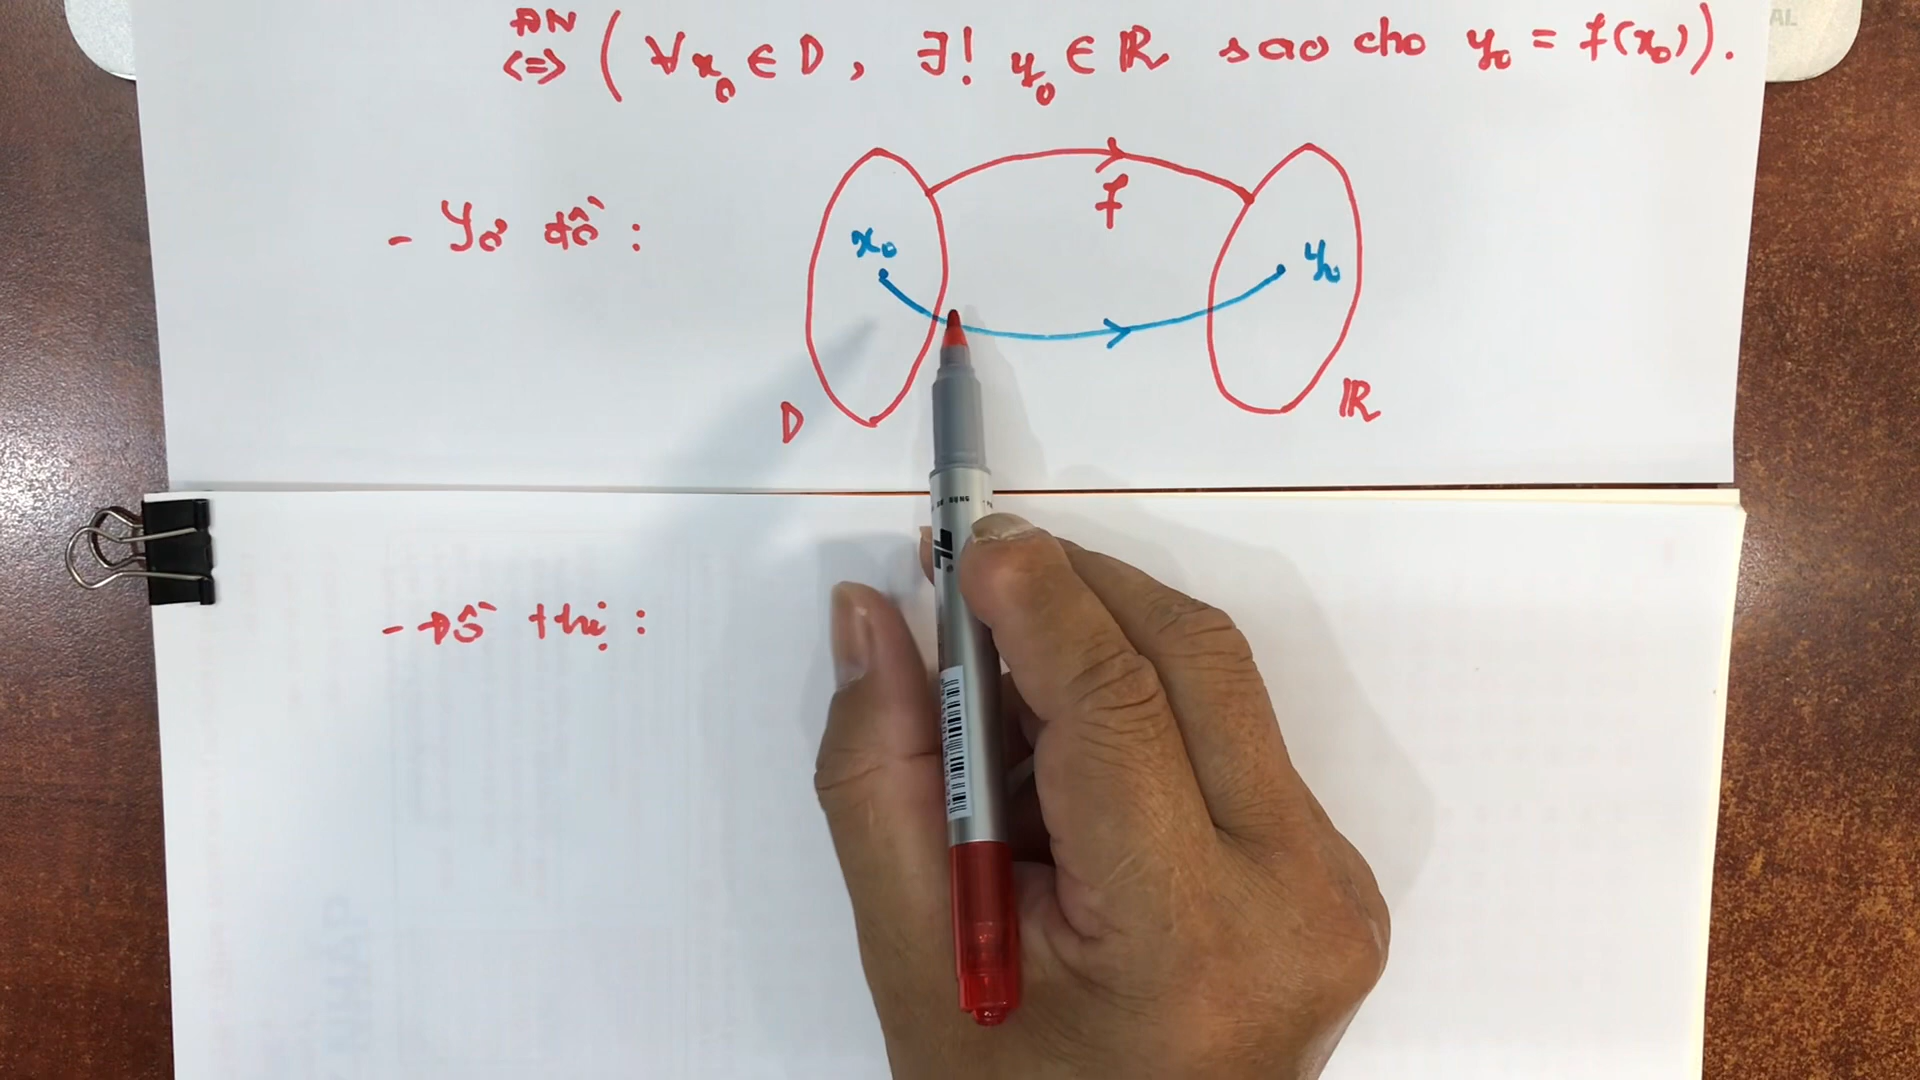 ĐN
<=> ( ∀x₀ ∈ D, ∃! y₀ ∈ ℝ sao cho y₀ = f(x₀)).
f
- Sơ đồ :
x₀
y₀
D
ℝ
- Đồ thị :